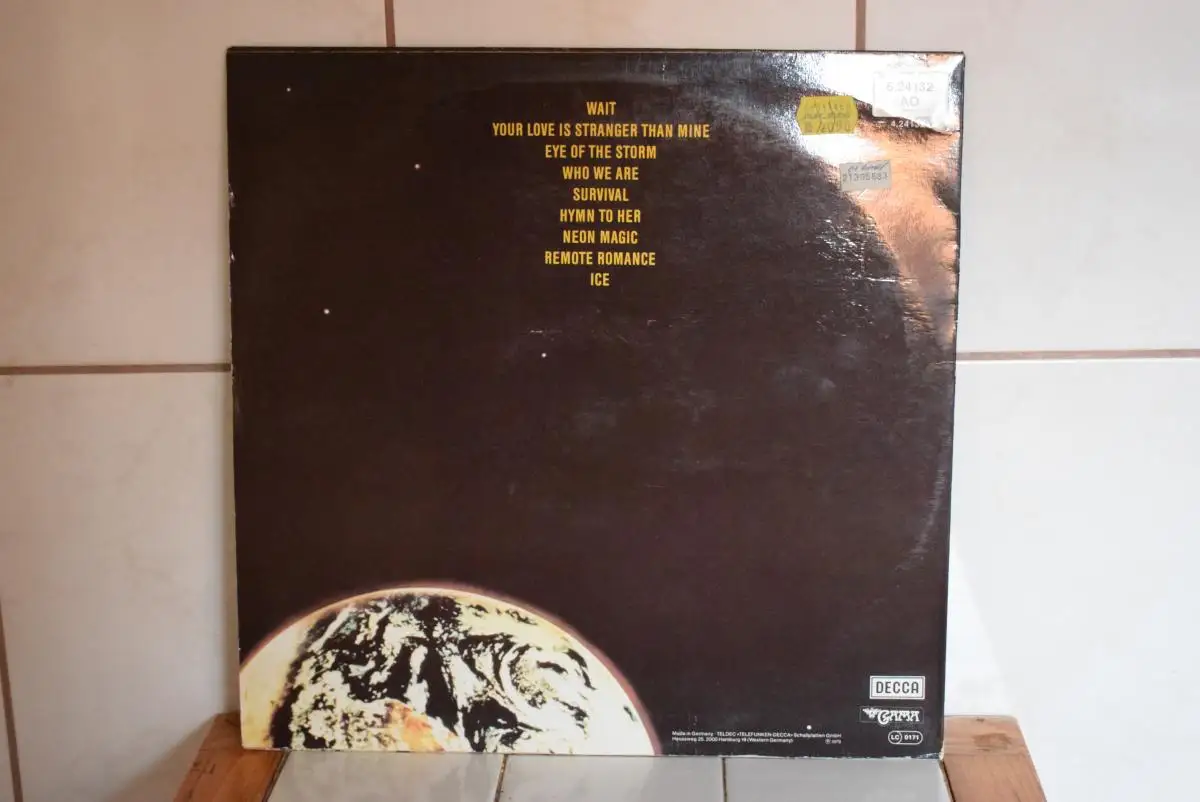 WAIT
YOUR LOVE IS STRANGER THAN MINE
EYE OF THE STORM
WHO WE ARE
SURVIVAL
HYMN TO HER
NEON MAGIC
REMOTE ROMANCE
ICE
6.24132
AO
21395883
DECCA
GAMA
Made in Germany · TELDEC »TELEFUNKEN-DECCA« Schallplatten GmbH
Heussweg 25, 2000 Hamburg 19 (Western Germany)
LC 0171